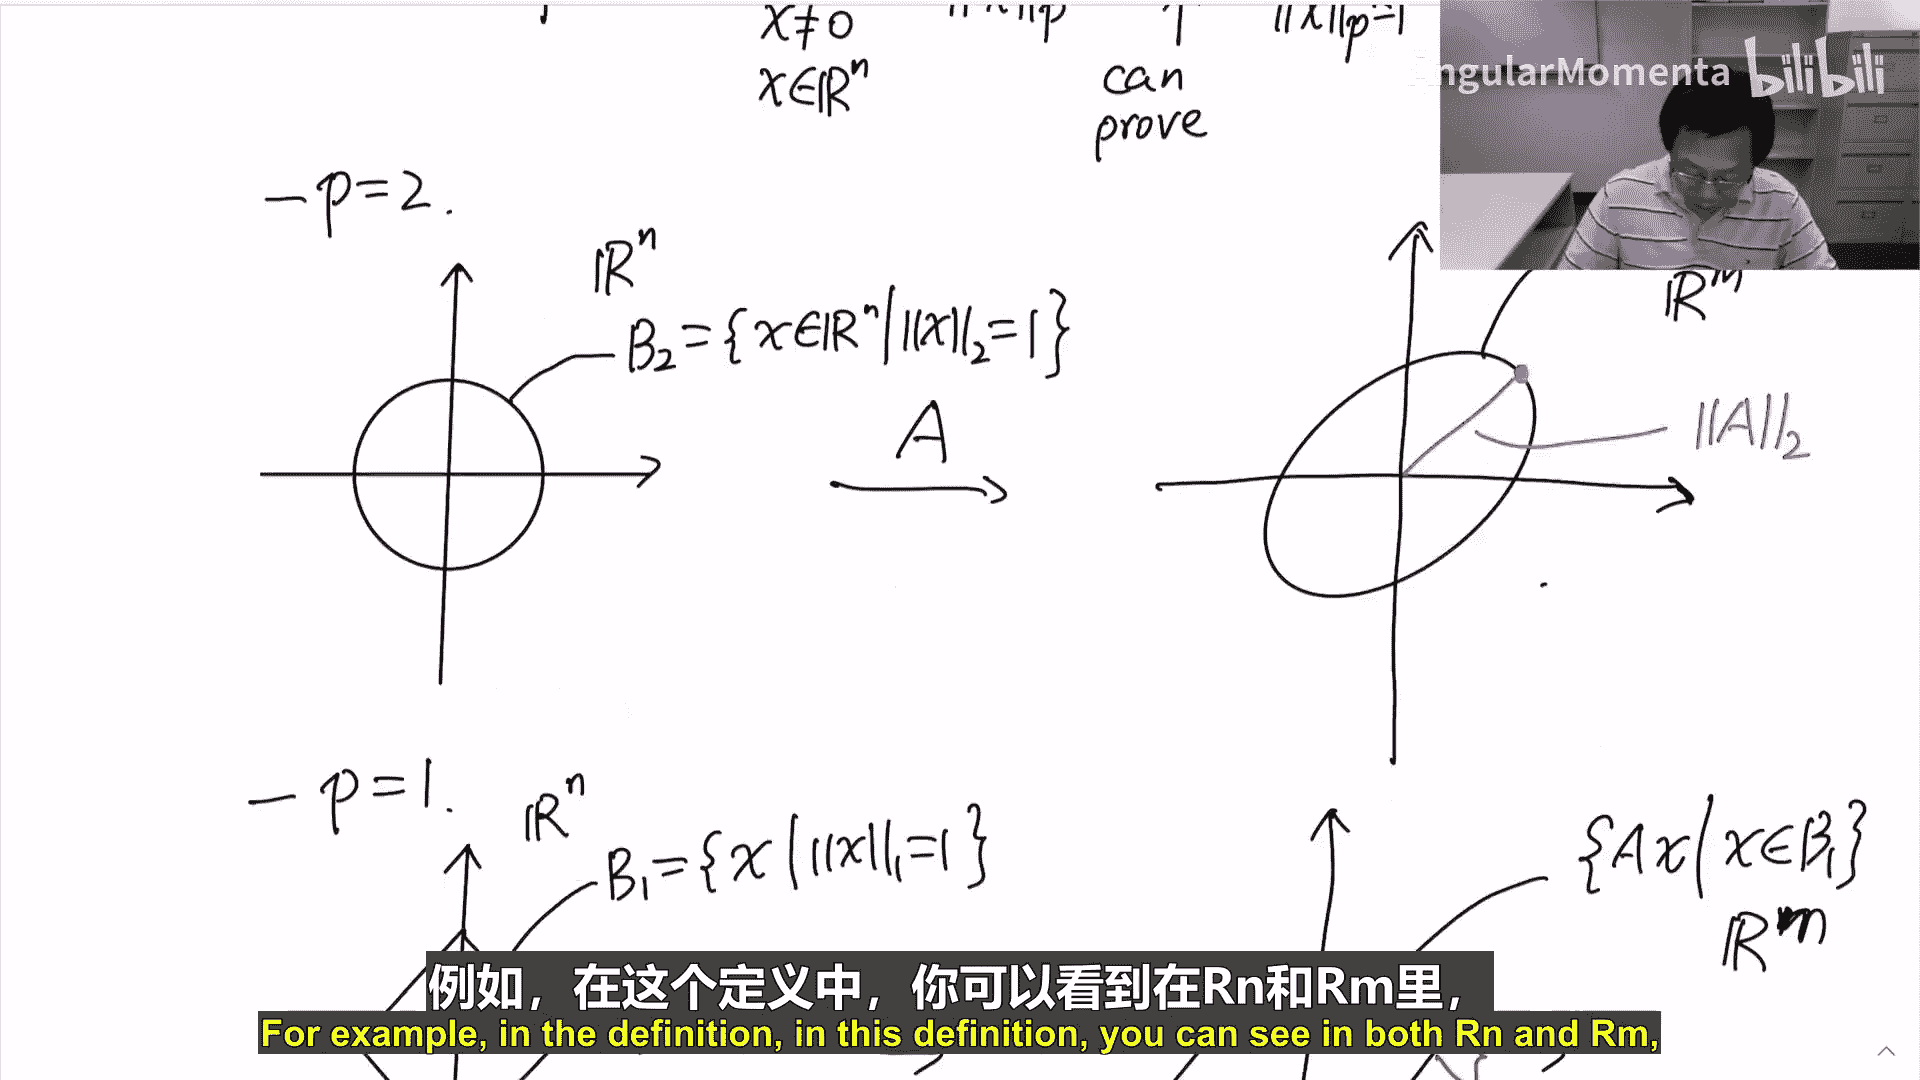 x≠0
||x||p
||x||p=1
x∈ℝⁿ
can
prove
AngularMomenta bilibili
– p=2.
ℝⁿ
B₂={x∈ℝⁿ| ||x||₂=1}
A
ℝᵐ
||A||₂
– p=1.
ℝⁿ
B₁={x | ||x||₁=1}
{Ax | x∈B₁}
ℝᵐ
例如，在这个定义中，你可以看到在Rn和Rm里，
For example, in the definition, in this definition, you can see in both Rn and Rm,